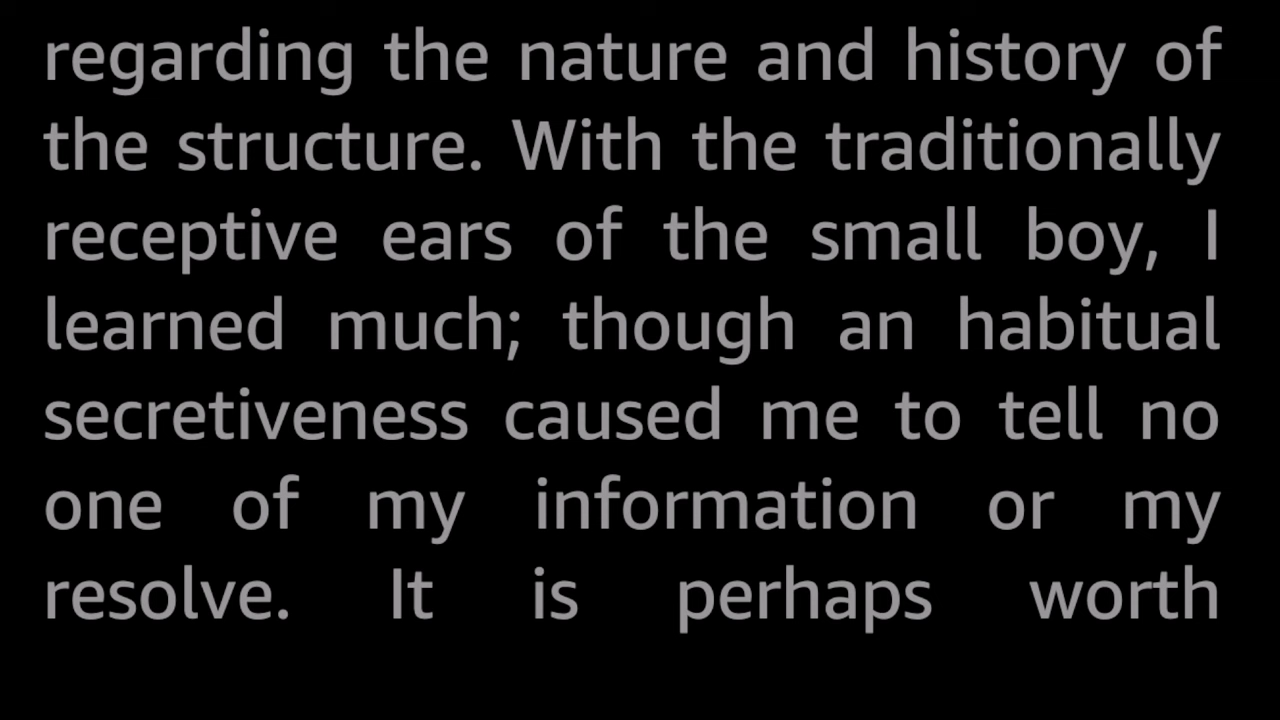 regarding the nature and history of
the structure. With the traditionally
receptive ears of the small boy, I
learned much; though an habitual
secretiveness caused me to tell no
one of my information or my
resolve. It is perhaps worth